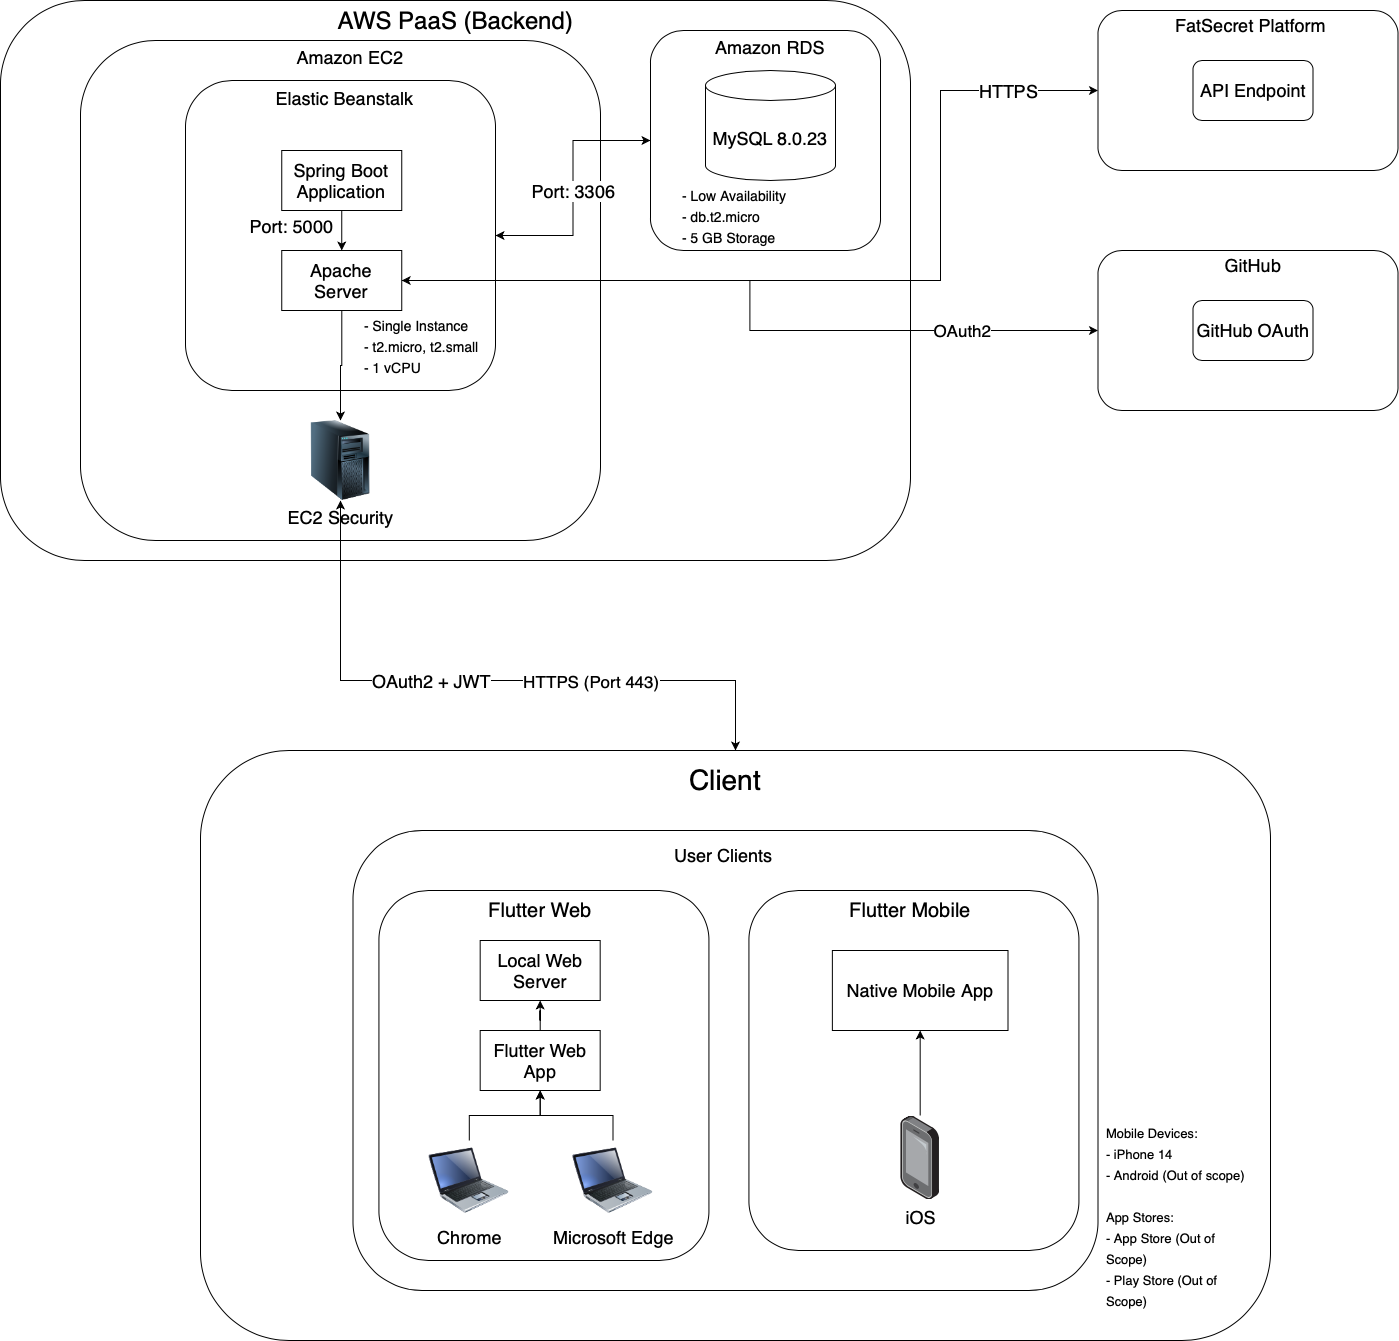 AWS PaaS (Backend)
Amazon EC2
Elastic Beanstalk
Spring Boot
Application
Port: 5000
Apache
Server
- Single Instance
- t2.micro, t2.small
- 1 vCPU
EC2 Security
Port: 3306
Amazon RDS
MySQL 8.0.23
- Low Availability
- db.t2.micro
- 5 GB Storage
HTTPS
FatSecret Platform
API Endpoint
OAuth2
GitHub
GitHub OAuth
OAuth2 + JWT
HTTPS (Port 443)
Client
User Clients
Flutter Web
Local Web
Server
Flutter Web
App
Chrome
Microsoft Edge
Flutter Mobile
Native Mobile App
iOS
Mobile Devices:
- iPhone 14
- Android (Out of scope)
App Stores:
- App Store (Out of
Scope)
- Play Store (Out of
Scope)